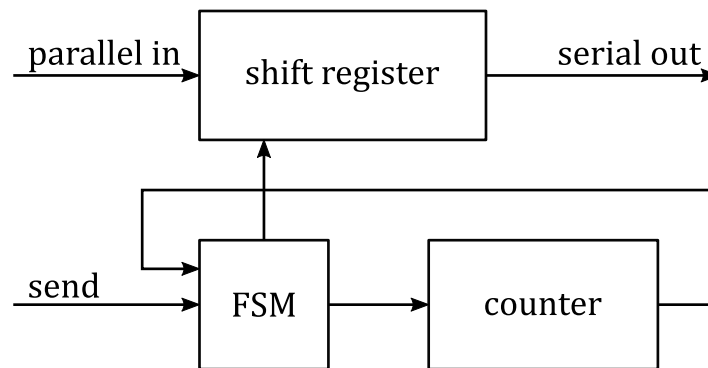 parallel in
shift register
serial out
send
FSM
counter